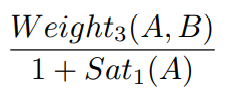 Weight₃(A, B)
1 + Sat₁(A)